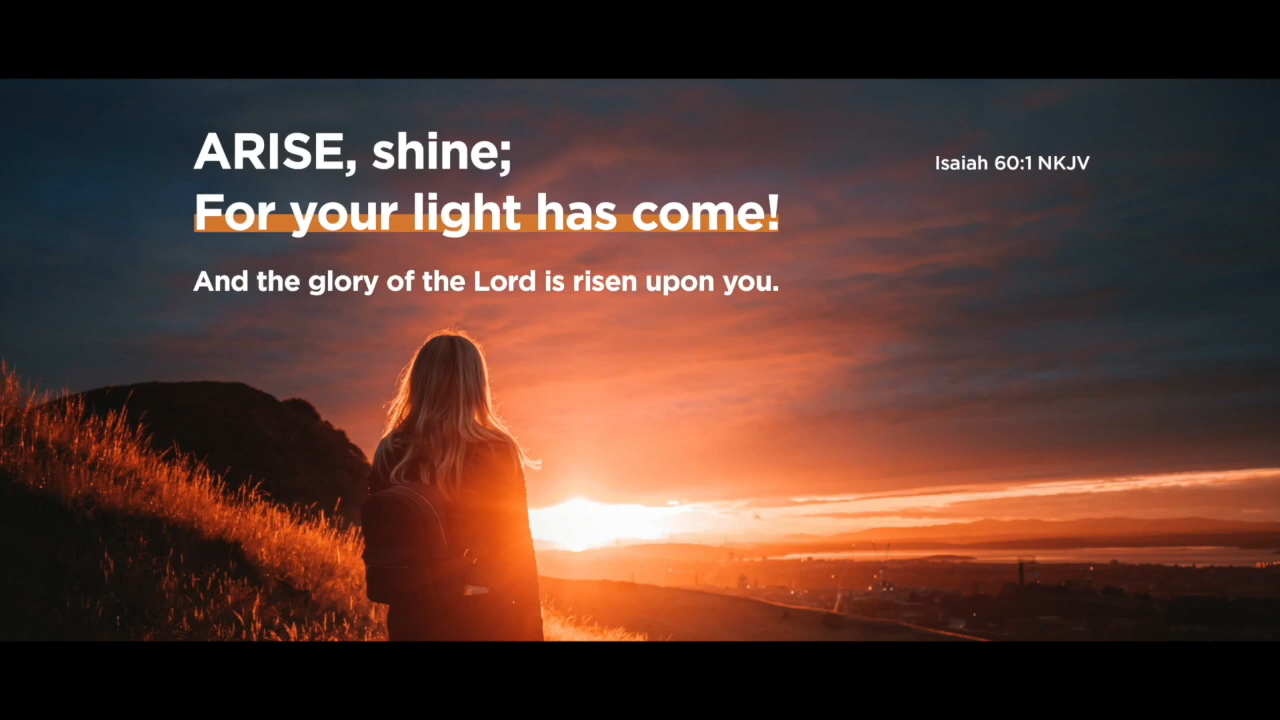 ARISE, shine;
For your light has come!
And the glory of the Lord is risen upon you.
Isaiah 60:1 NKJV